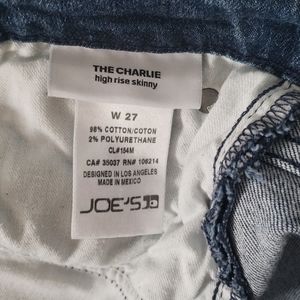 THE CHARLIE
high rise skinny
W 27
98% COTTON/COTON
2% POLYURETHANE
CL#154M
CA# 35037 RN# 106214
DESIGNED IN LOS ANGELES
MADE IN MEXICO
JOE'S